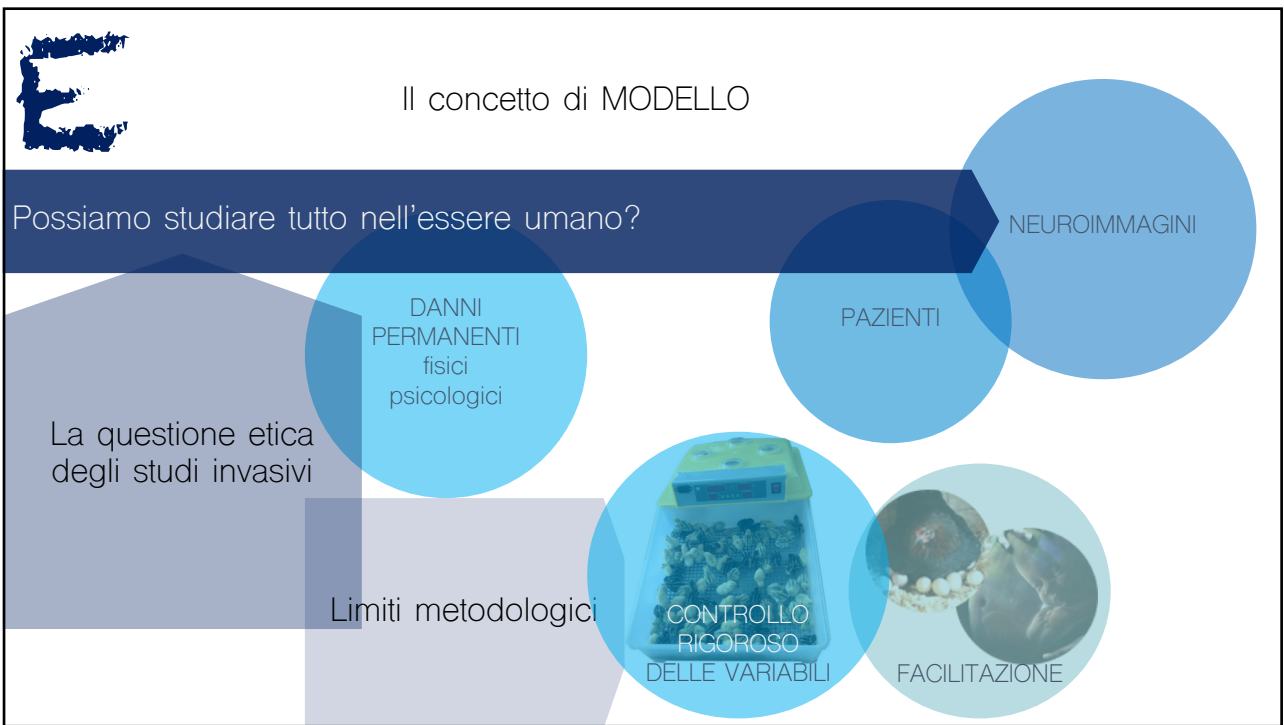 E
Il concetto di MODELLO
Possiamo studiare tutto nell'essere umano?
NEUROIMMAGINI
PAZIENTI
DANNI
PERMANENTI
fisici
psicologici
La questione etica
degli studi invasivi
Limiti metodologici
CONTROLLO
RIGOROSO
DELLE VARIABILI
FACILITAZIONE